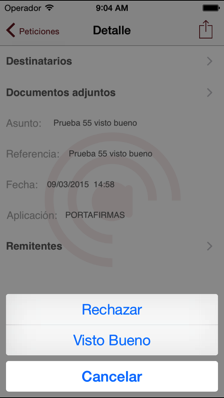 Operador 9:04 AM
Peticiones Detalle
Destinatarios
Documentos adjuntos
Asunto: Prueba 55 visto bueno
Referencia: Prueba 55 visto bueno
Fecha: 09/03/2015 14:58
Aplicación: PORTAFIRMAS
Remitentes
Rechazar
Visto Bueno
Cancelar